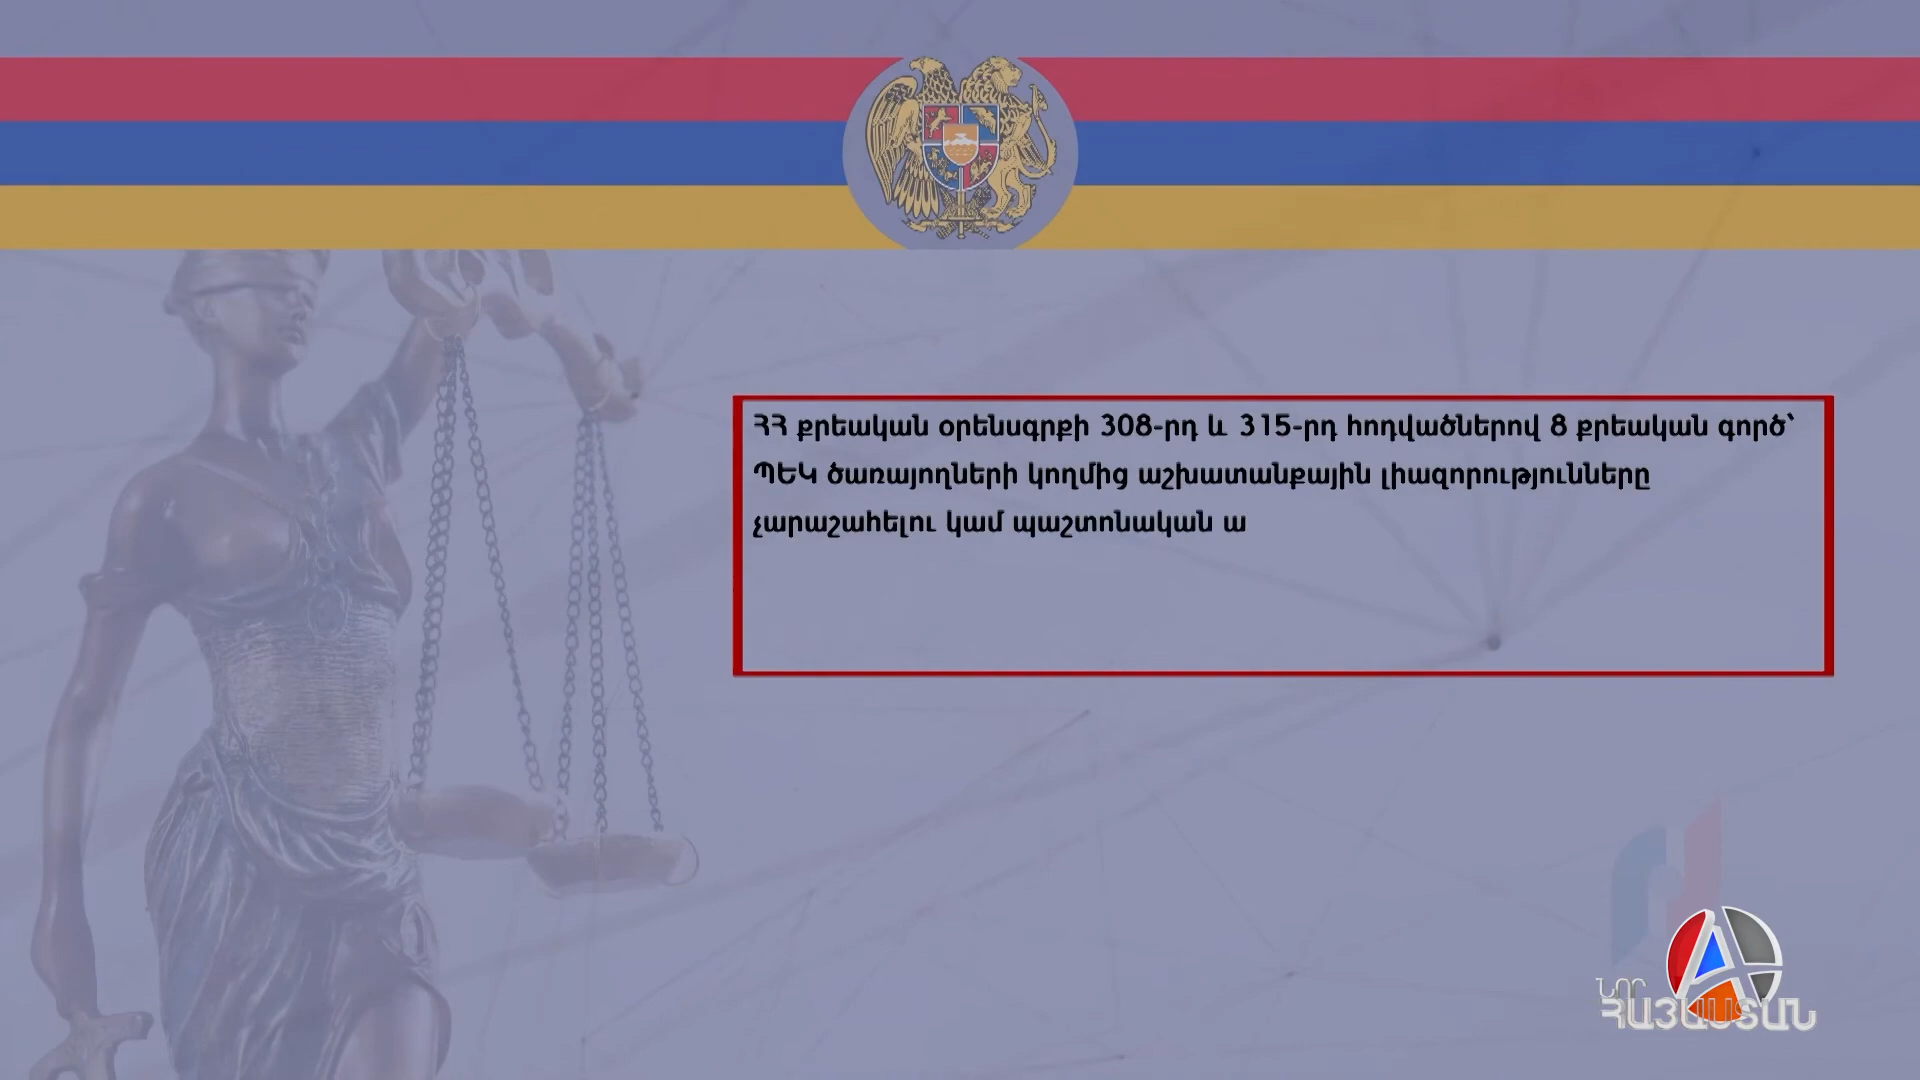 ՀՀ քրեական օրենսգրքի 308-րդ և 315-րդ հոդվածներով 8 քրեական գործ՝
ՊԵԿ ծառայողների կողմից աշխատանքային լիազորությունները
չարաշահելու կամ պաշտոնական ա
ՆՈՐ
ՀԱՅԱՍՏԱՆ